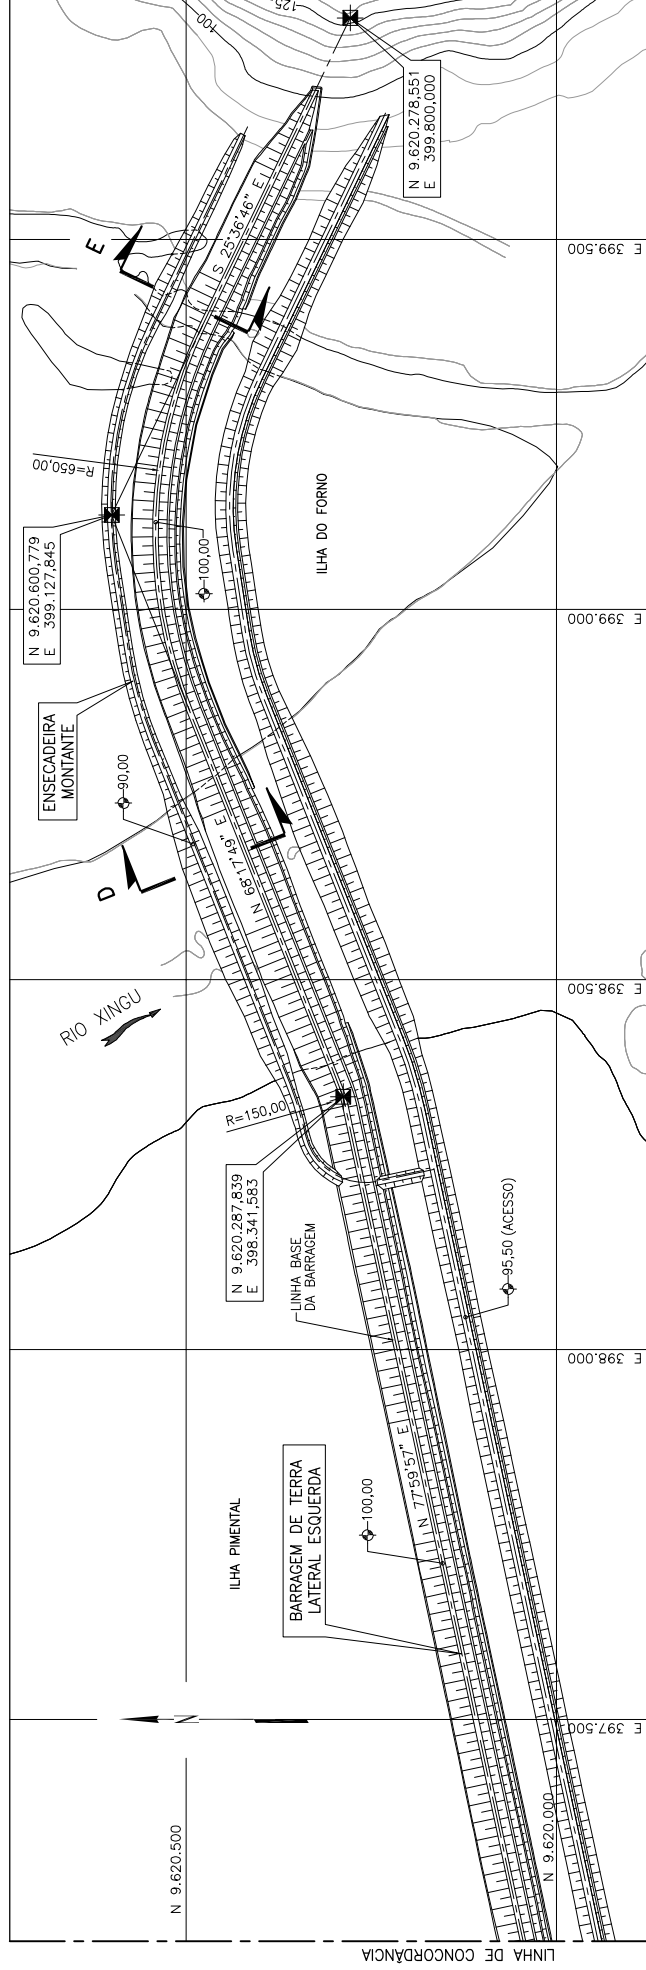 100
125,
N 9.620.278,551
E 399.800,000
E
S 25°36'46" E
E 399.500
R=650,00
N 9.620.600,779
E 399.127,845
100,00
ILHA DO FORNO
E 399.000
ENSECADEIRA
MONTANTE
90,00
D
N 68°17'49" E
RIO XINGU
E 398.500
R=150,00
N 9.620.287,839
E 398.341,583
LINHA BASE
DA BARRAGEM
95,50 (ACESSO)
E 398.000
N 77°59'57" E
ILHA PIMENTAL
BARRAGEM DE TERRA
LATERAL ESQUERDA
100,00
N
E 397.500
N 9.620.500
N 9.620.000
LINHA DE CONCORDÂNCIA